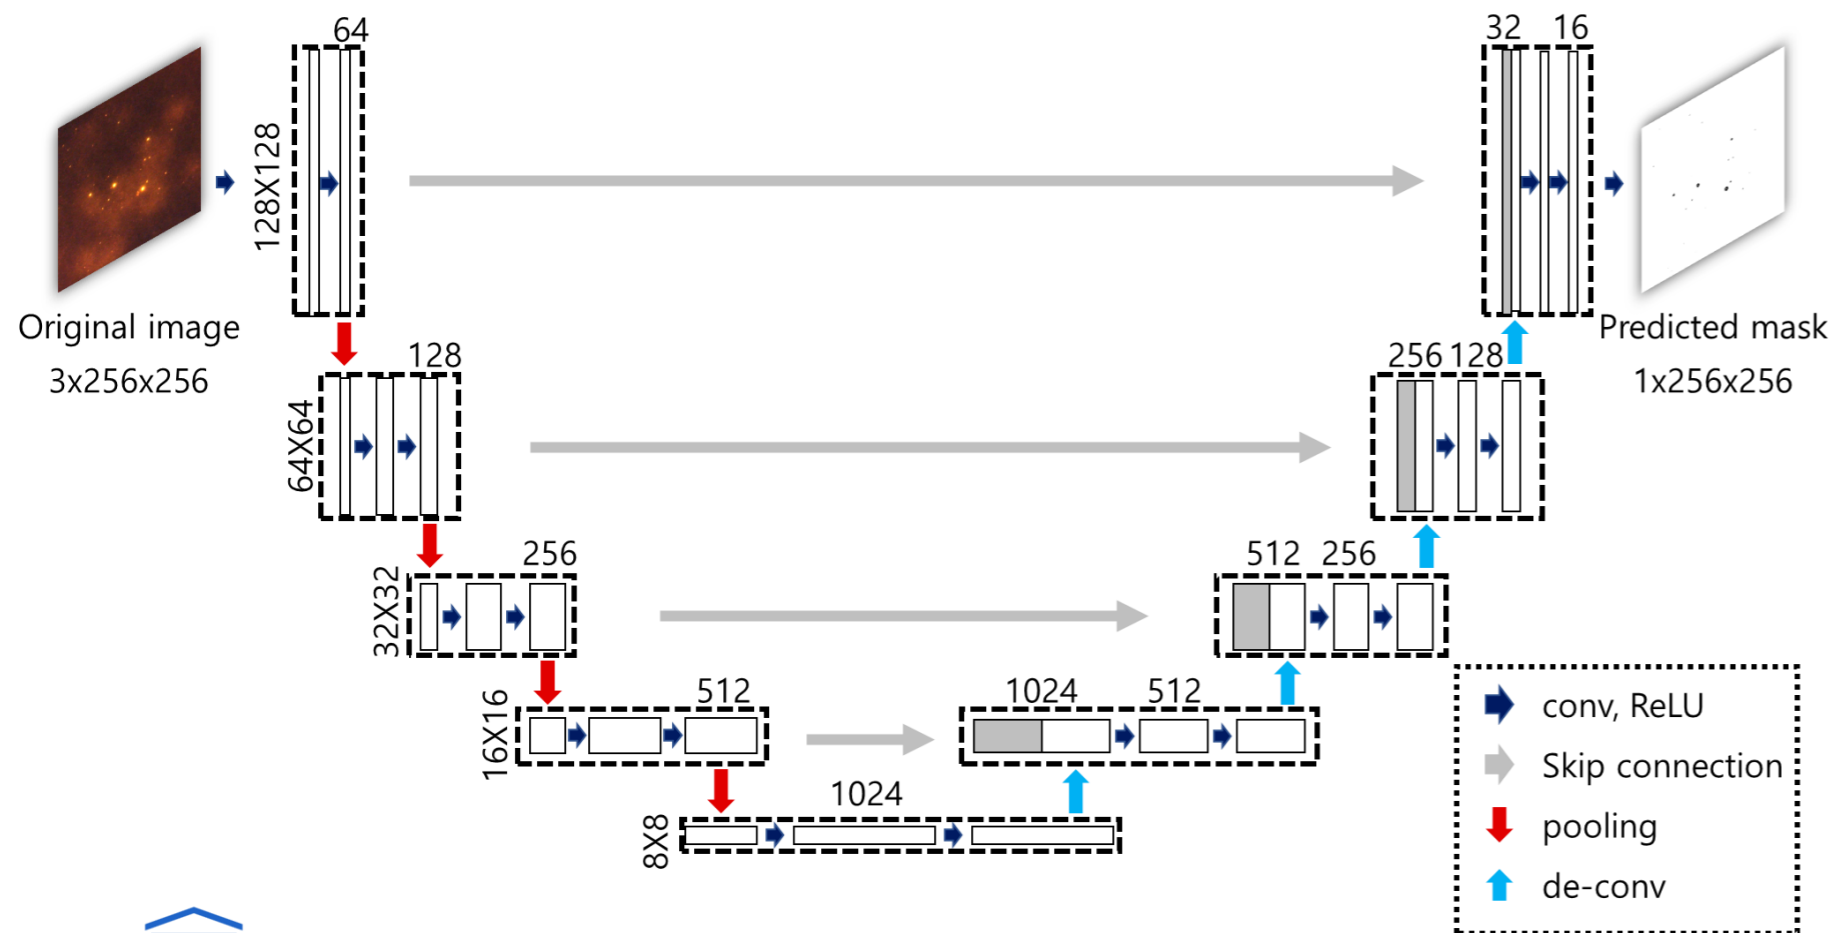 64
32 16
128X128
Original image
3x256x256
Predicted mask
1x256x256
128
64X64
256 128
256
32X32
512 256
512
16X16
1024 512
1024
8X8
conv, ReLU
Skip connection
pooling
de-conv